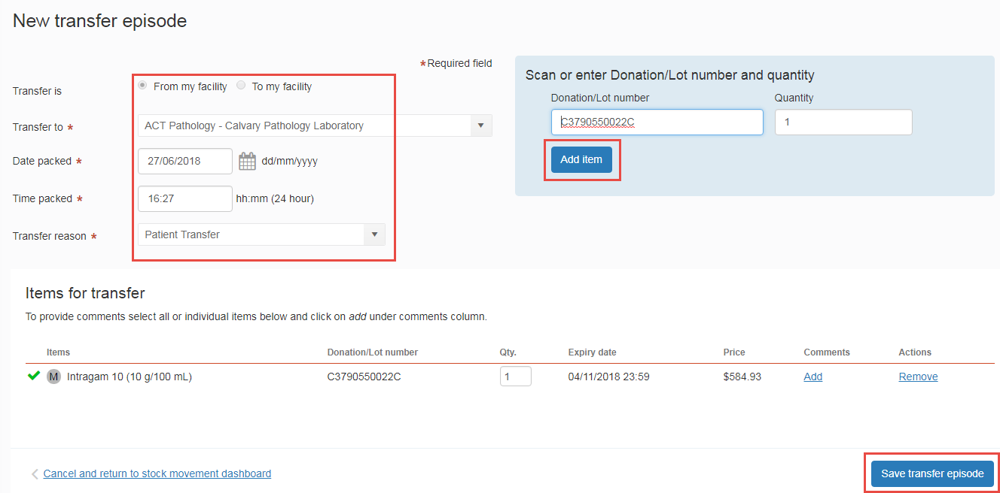 New transfer episode
*Required field
Transfer is
From my facility
To my facility
Transfer to *
ACT Pathology - Calvary Pathology Laboratory
Date packed *
27/06/2018
dd/mm/yyyy
Time packed *
16:27
hh:mm (24 hour)
Transfer reason *
Patient Transfer
Scan or enter Donation/Lot number and quantity
Donation/Lot number Quantity
C3790550022C 1
Add item
Items for transfer
To provide comments select all or individual items below and click on add under comments column.
Items Donation/Lot number Qty. Expiry date Price Comments Actions
M Intragam 10 (10 g/100 mL) C3790550022C 1 04/11/2018 23:59 $584.93 Add Remove
Cancel and return to stock movement dashboard
Save transfer episode